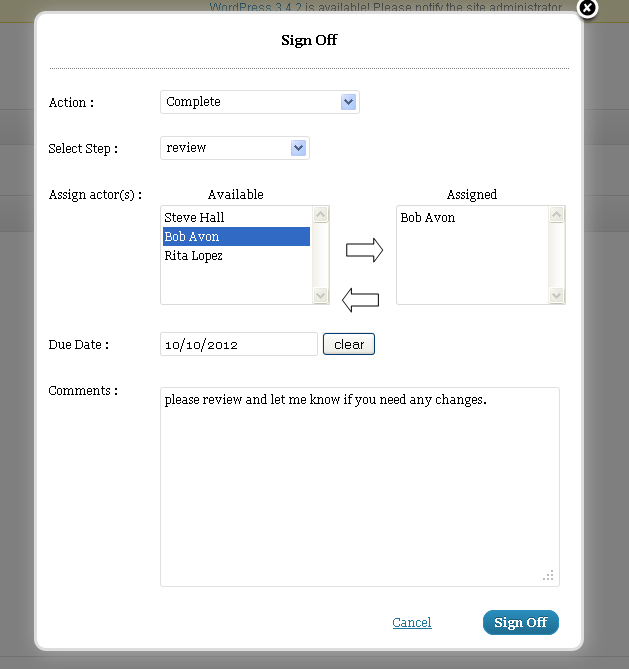 WordPress 3.4.2 is available! Please notify the site administrator
Sign Off
Action :
Complete
Select Step :
review
Assign actor(s) :
Available
Assigned
Steve Hall
Bob Avon
Rita Lopez
Bob Avon
Due Date :
10/10/2012
clear
Comments :
please review and let me know if you need any changes.
Cancel
Sign Off